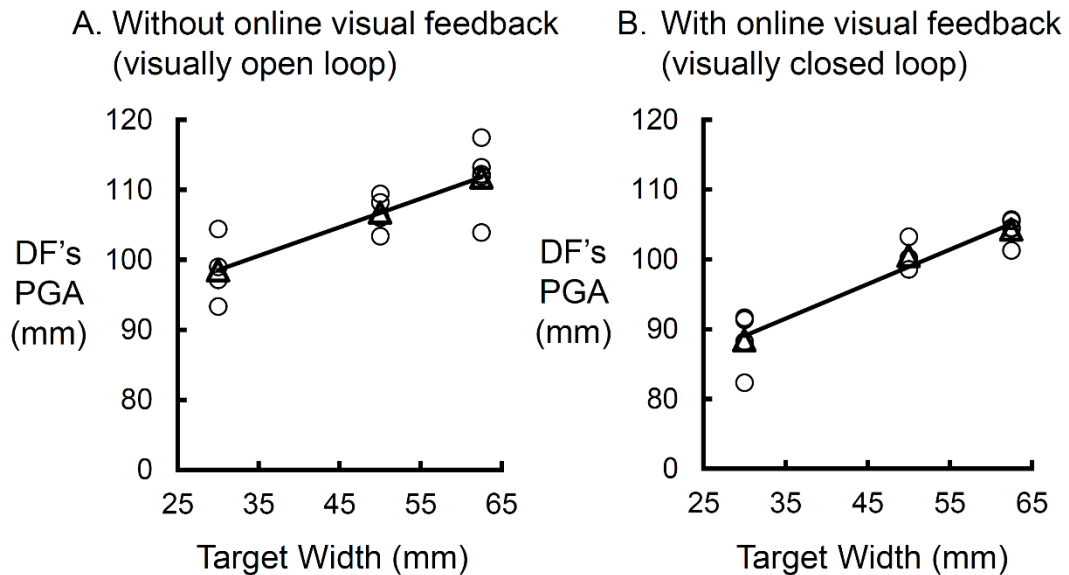 A. Without online visual feedback
(visually open loop)
120
110
100
90
80
0
DF's
PGA
(mm)
25
35
45
55
65
Target Width (mm)
B. With online visual feedback
(visually closed loop)
120
110
100
90
80
0
DF's
PGA
(mm)
25
35
45
55
65
Target Width (mm)